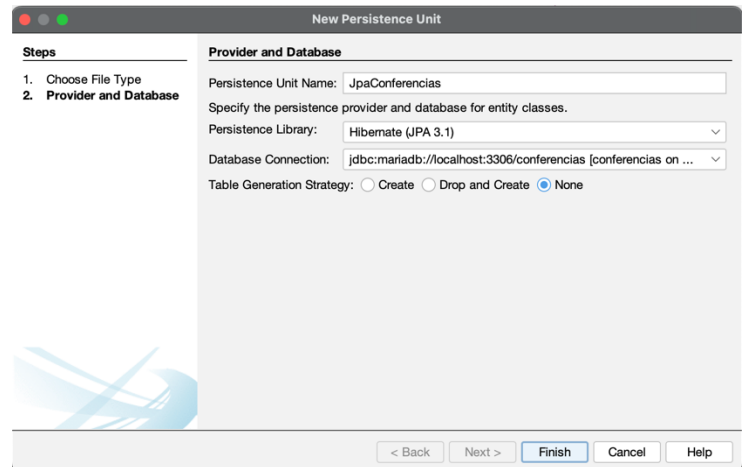 New Persistence Unit
Steps
1. Choose File Type
2. Provider and Database
Provider and Database
Persistence Unit Name: JpaConferencias
Specify the persistence provider and database for entity classes.
Persistence Library: Hibernate (JPA 3.1)
Database Connection: jdbc:mariadb://localhost:3306/conferencias [conferencias on ...
Table Generation Strategy: Create Drop and Create None
< Back Next > Finish Cancel Help